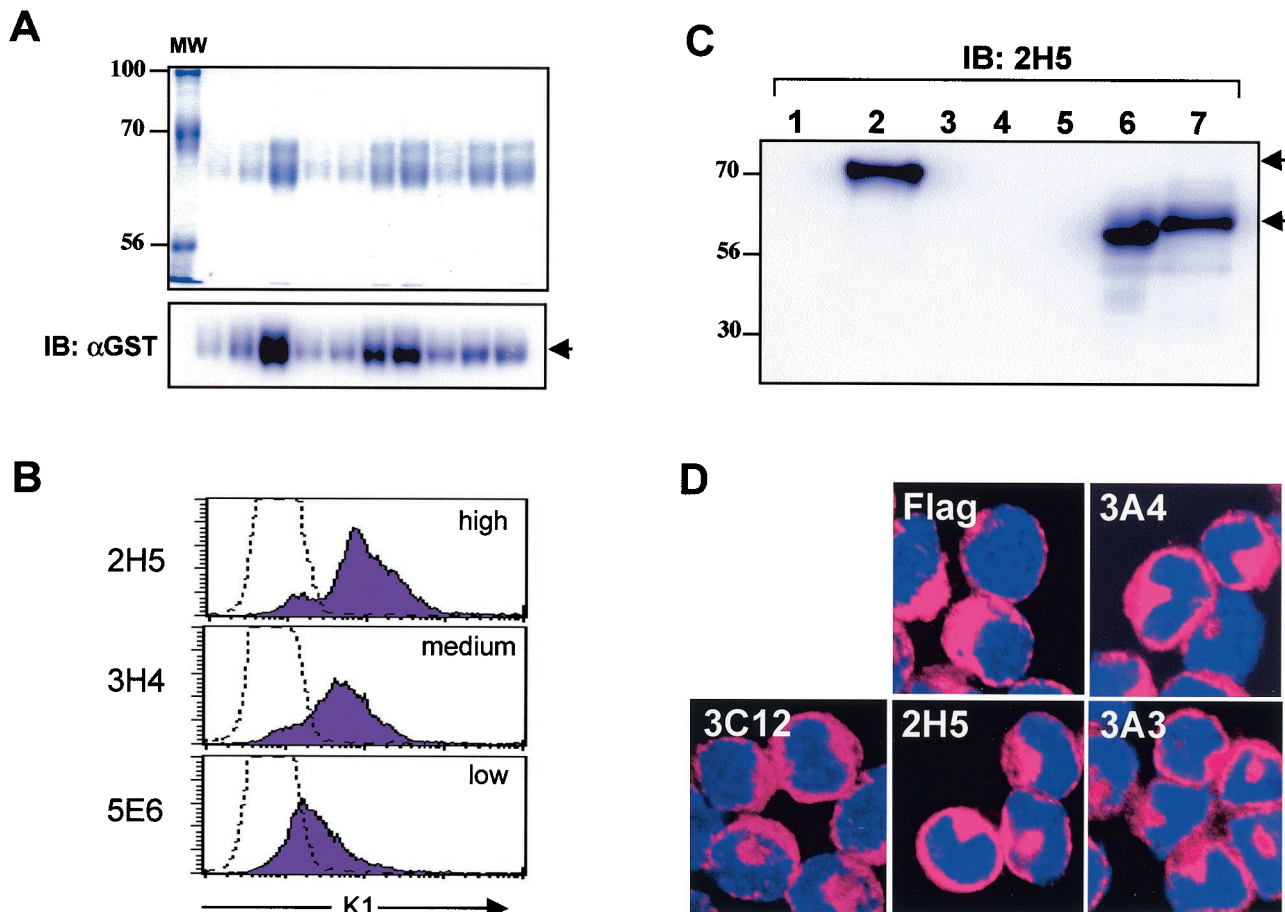 A
MW
100
70
56
IB: αGST
B
2H5
high
3H4
medium
5E6
low
K1
C
IB: 2H5
1 2 3 4 5 6 7
70
56
30
D
Flag
3A4
3C12
2H5
3A3